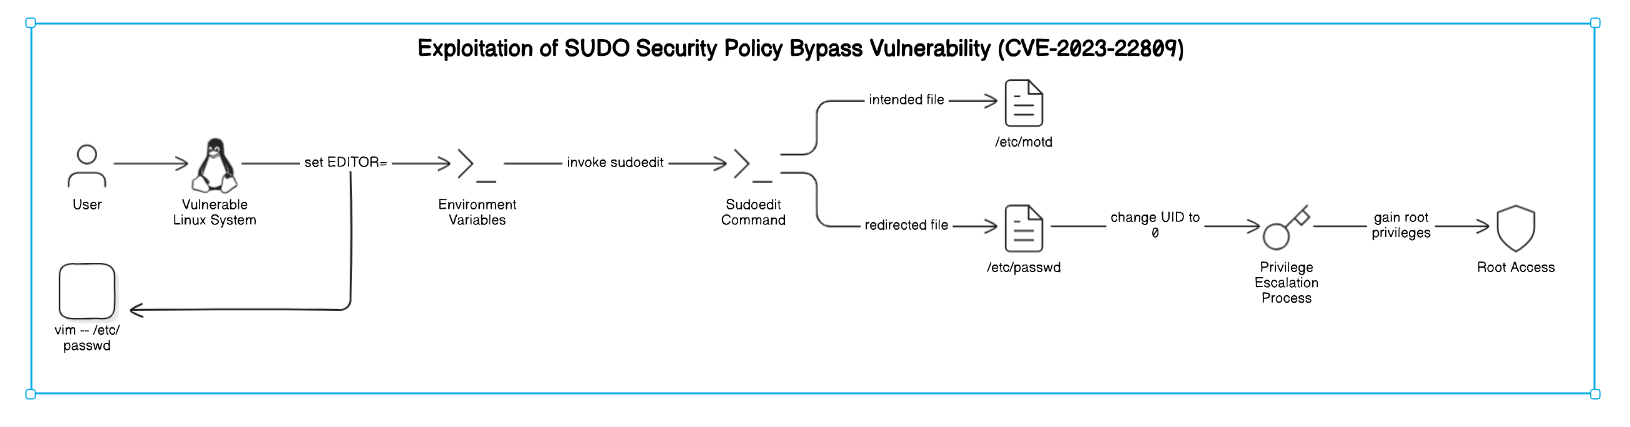 Exploitation of SUDO Security Policy Bypass Vulnerability (CVE-2023-22809)
intended file
/etc/motd
set EDITOR=
invoke sudoedit
User
Vulnerable
Linux System
Environment
Variables
Sudoedit
Command
redirected file
change UID to
0
gain root
privileges
/etc/passwd
Privilege
Escalation
Process
Root Access
vim -- /etc/
passwd